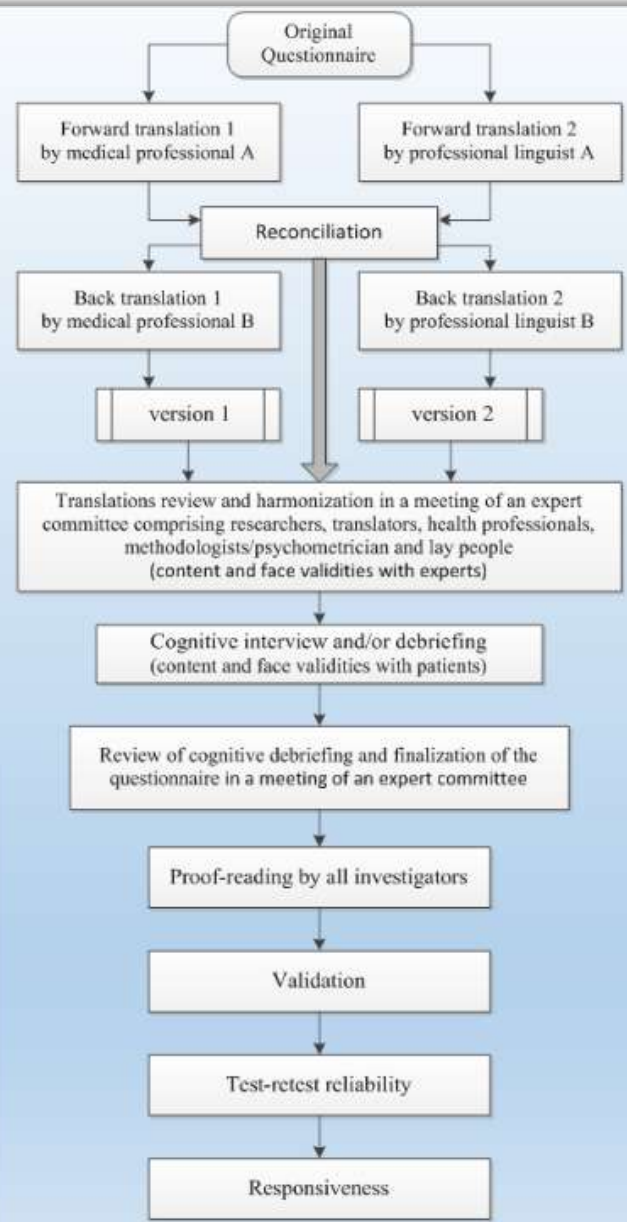 Original
Questionnaire
Forward translation 1
by medical professional A
Forward translation 2
by professional linguist A
Reconciliation
Back translation 1
by medical professional B
Back translation 2
by professional linguist B
version 1
version 2
Translations review and harmonization in a meeting of an expert
committee comprising researchers, translators, health professionals,
methodologists/psychometrician and lay people
(content and face validities with experts)
Cognitive interview and/or debriefing
(content and face validities with patients)
Review of cognitive debriefing and finalization of the
questionnaire in a meeting of an expert committee
Proof-reading by all investigators
Validation
Test-retest reliability
Responsiveness